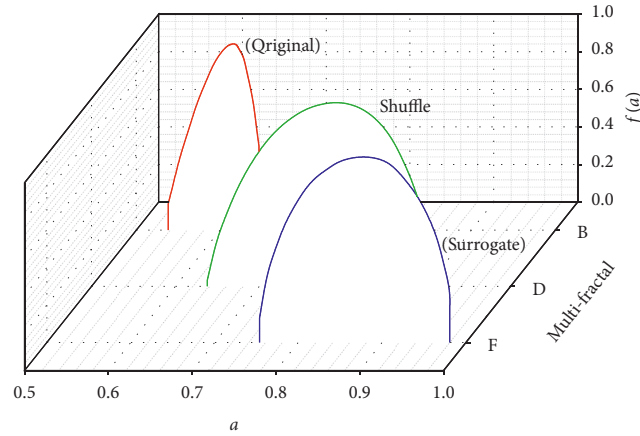 1.0
(Qriginal)
0.8
Shuffle
0.6
f (a)
0.4
0.2
0.0
B
(Surrogate)
D
Multi-fractal
F
0.5
0.6
0.7
0.8
0.9
1.0
a